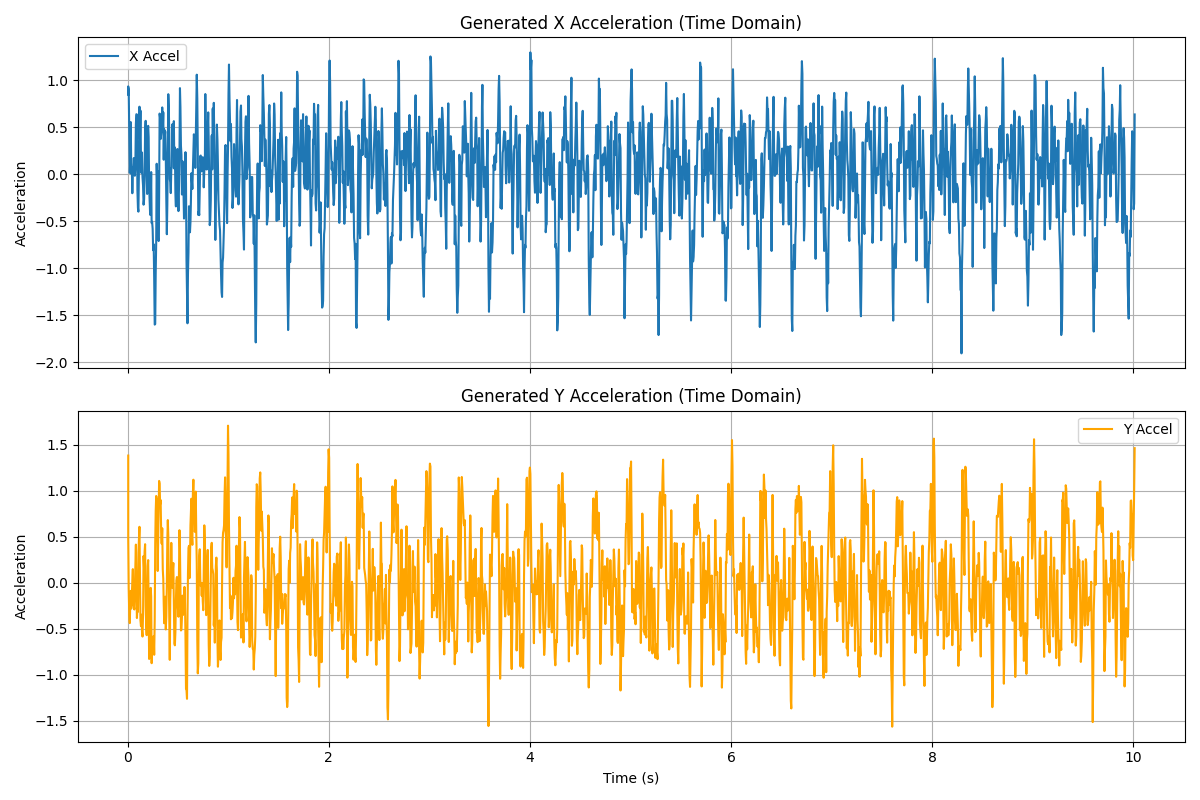 Generated X Acceleration (Time Domain)
X Accel
1.0
0.5
0.0
−0.5
−1.0
−1.5
−2.0
Acceleration
Generated Y Acceleration (Time Domain)
Y Accel
1.5
1.0
0.5
0.0
−0.5
−1.0
−1.5
Acceleration
0 2 4 6 8 10
Time (s)